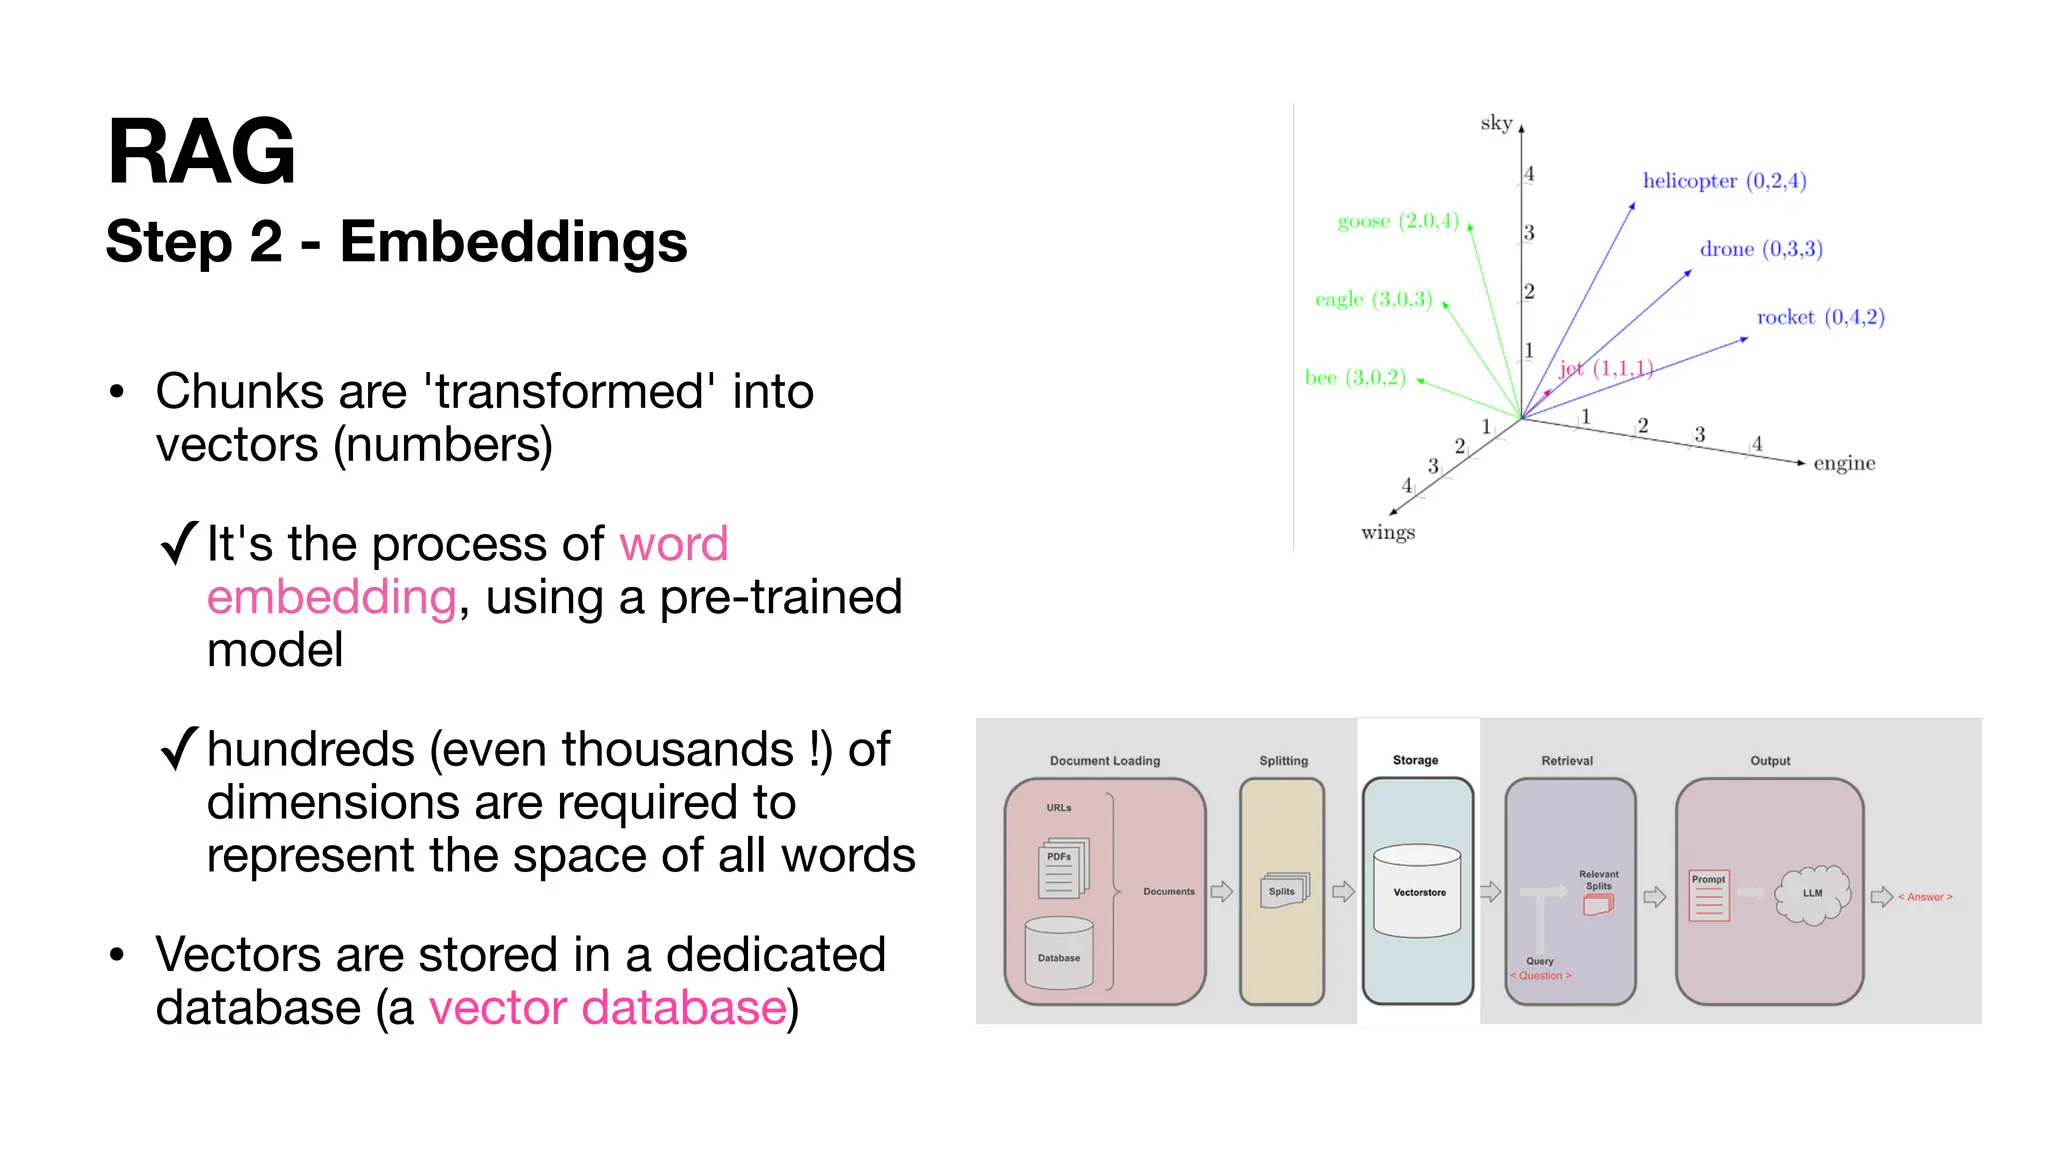 RAG
Step 2 - Embeddings
• Chunks are 'transformed' into
vectors (numbers)
✓It's the process of word
embedding, using a pre-trained
model
✓hundreds (even thousands !) of
dimensions are required to
represent the space of all words
• Vectors are stored in a dedicated
database (a vector database)
sky
4
helicopter (0,2,4)
goose (2.0,4)
3
drone (0,3,3)
eagle (3,0,3)
2
rocket (0,4,2)
1
jet (1,1,1)
bee (3,0,2)
1
2
3
4
engine
1
2
3
4
wings
Document Loading
URLs
PDFs
Documents
Database
Splitting
Splits
Storage
Vectorstore
Retrieval
Relevant
Splits
Query
< Question >
Output
Prompt
LLM
< Answer >